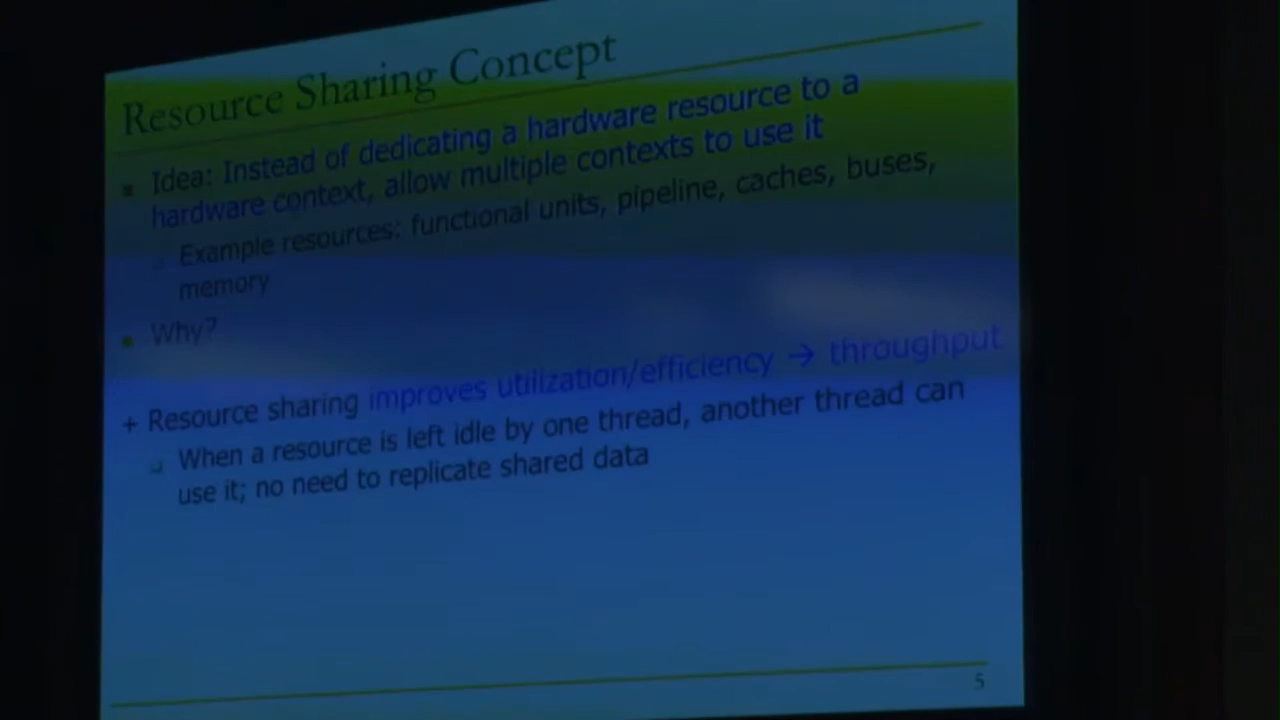 Resource Sharing Concept
Idea: Instead of dedicating a hardware resource to a
hardware context, allow multiple contexts to use it
Example resources: functional units, pipeline, caches, buses,
memory
Why?
+ Resource sharing improves utilization/efficiency → throughput
When a resource is left idle by one thread, another thread can
use it; no need to replicate shared data
5